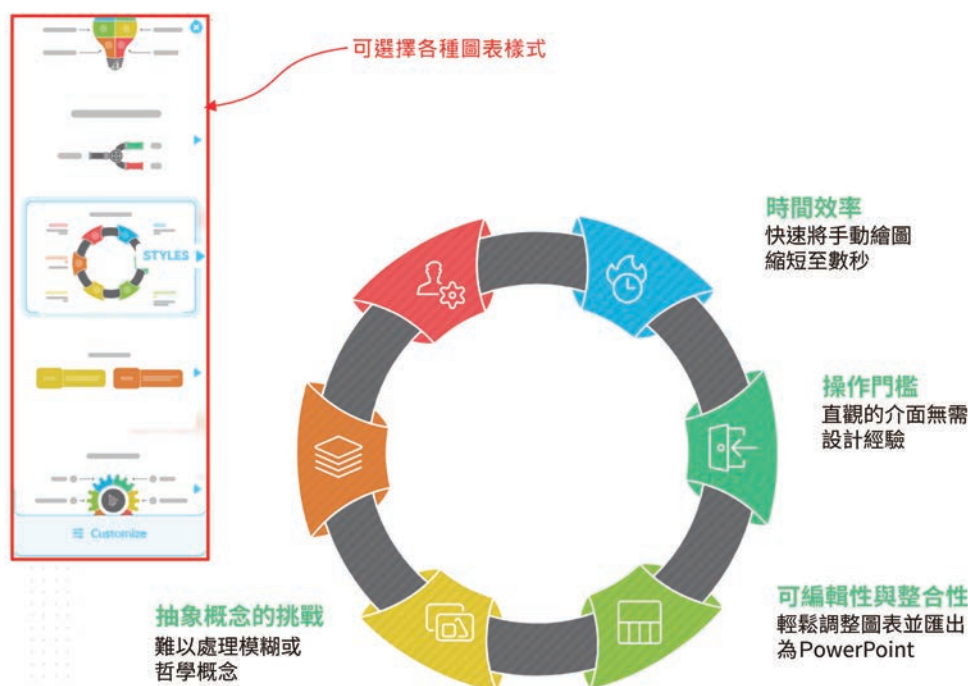 可選擇各種圖表樣式
STYLES
Customize
時間效率
快速將手動繪圖
縮短至數秒
操作門檻
直觀的介面無需
設計經驗
可編輯性與整合性
輕鬆調整圖表並匯出
為PowerPoint
抽象概念的挑戰
難以處理模糊或
哲學概念